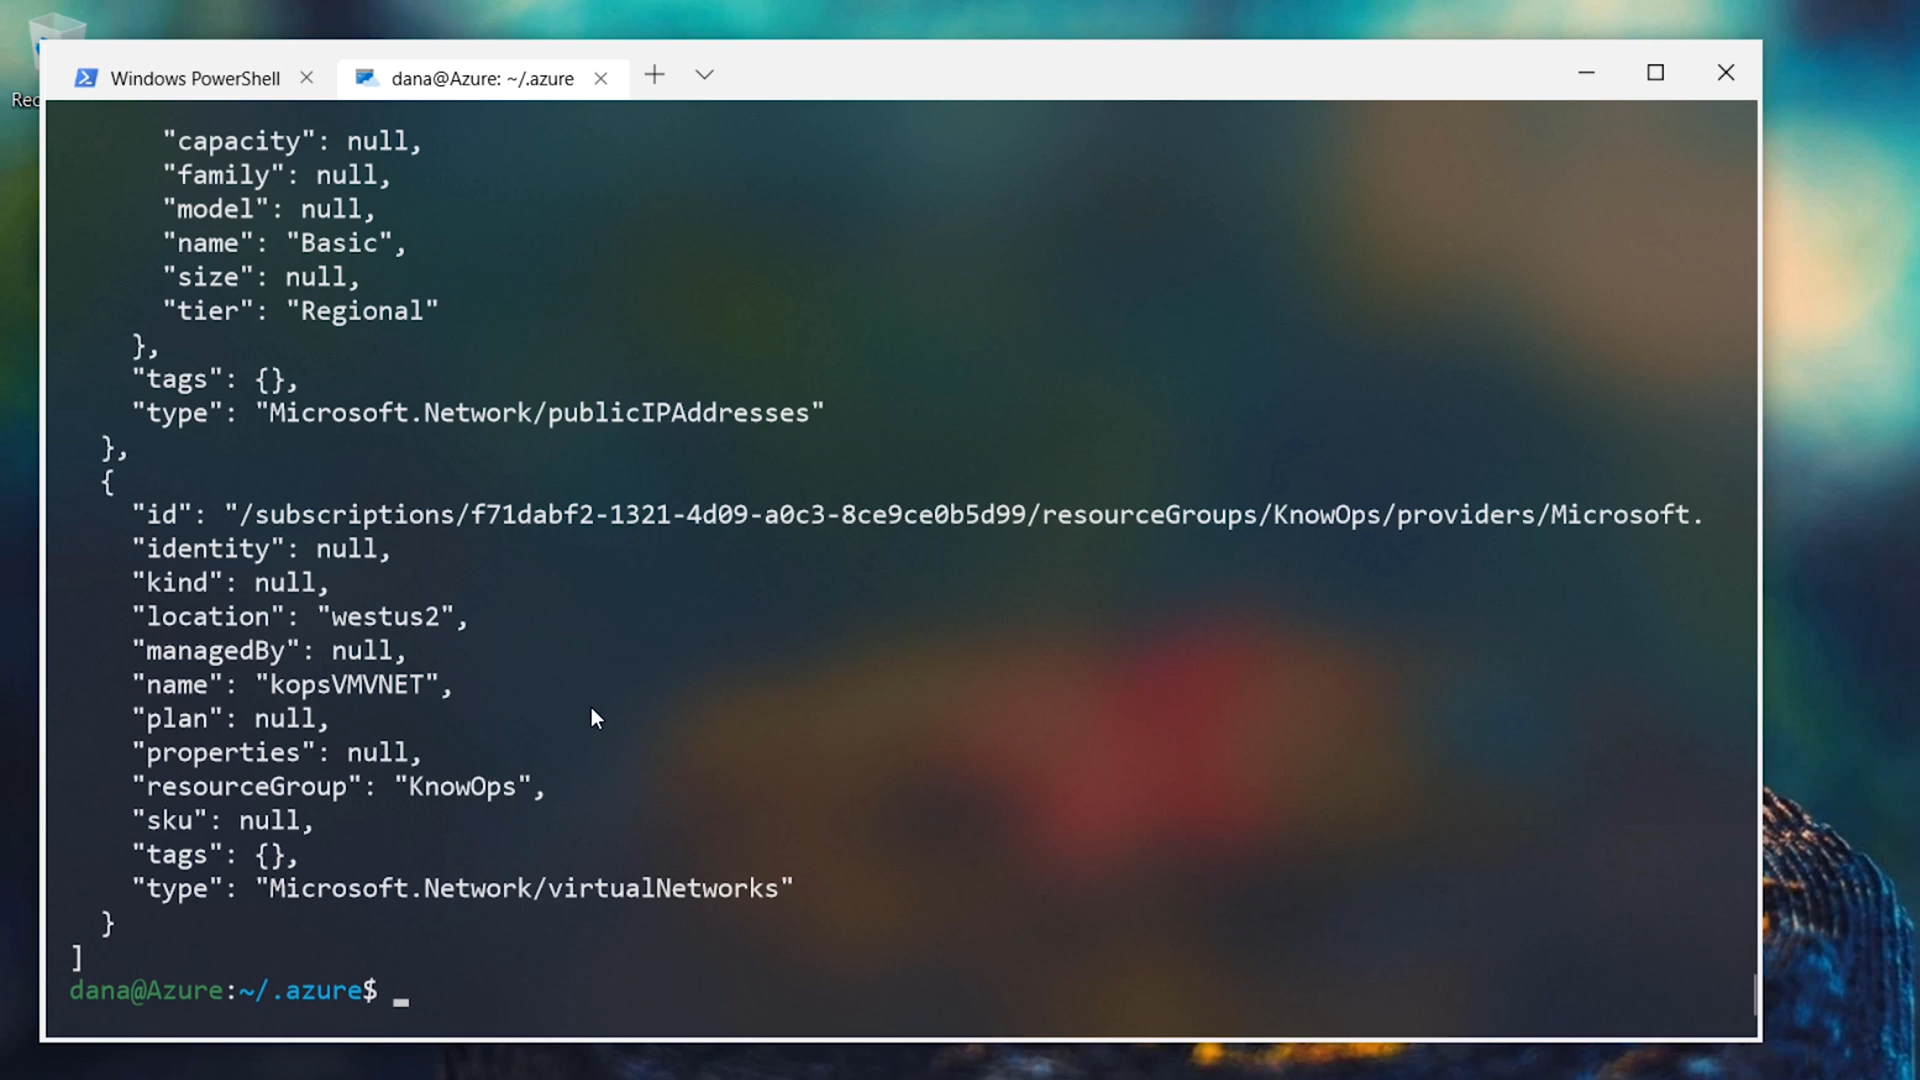 Rec
Windows PowerShell
dana@Azure: ~/.azure
"capacity": null,
"family": null,
"model": null,
"name": "Basic",
"size": null,
"tier": "Regional"
},
"tags": {},
"type": "Microsoft.Network/publicIPAddresses"
},
{
"id": "/subscriptions/f71dabf2-1321-4d09-a0c3-8ce9ce0b5d99/resourceGroups/KnowOps/providers/Microsoft.
"identity": null,
"kind": null,
"location": "westus2",
"managedBy": null,
"name": "kopsVMVNET",
"plan": null,
"properties": null,
"resourceGroup": "KnowOps",
"sku": null,
"tags": {},
"type": "Microsoft.Network/virtualNetworks"
}
]
dana@Azure:~/.azure$ _